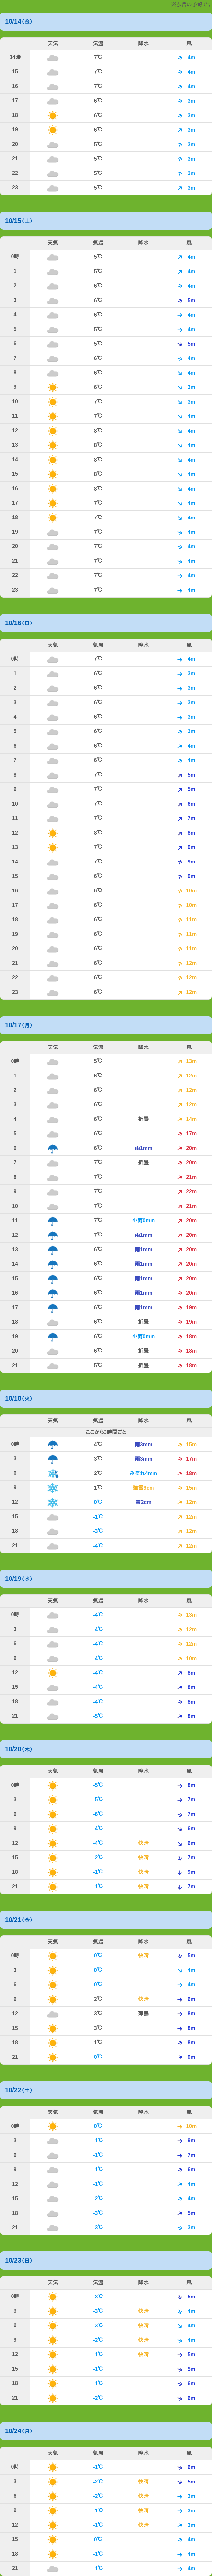 10/14(金)
天気 気温 降水 風
14時 7℃ 4m
15 7℃ 4m
16 7℃ 4m
17 6℃ 3m
18 6℃ 3m
19 6℃ 3m
20 5℃ 3m
21 5℃ 3m
22 5℃ 3m
23 5℃ 3m
10/15(土)
天気 気温 降水 風
0時 5℃ 4m
1 5℃ 4m
2 6℃ 4m
3 6℃ 5m
4 6℃ 4m
5 5℃ 4m
6 5℃ 5m
7 6℃ 4m
8 6℃ 4m
9 6℃ 3m
10 7℃ 3m
11 7℃ 4m
12 8℃ 4m
13 8℃ 4m
14 8℃ 4m
15 8℃ 4m
16 8℃ 4m
17 7℃ 4m
18 7℃ 4m
19 7℃ 4m
20 7℃ 4m
21 7℃ 4m
22 7℃ 4m
23 7℃ 4m
10/16(日)
天気 気温 降水 風
0時 7℃ 4m
1 6℃ 3m
2 6℃ 3m
3 6℃ 3m
4 6℃ 3m
5 6℃ 3m
6 6℃ 4m
7 6℃ 4m
8 7℃ 5m
9 7℃ 5m
10 7℃ 6m
11 7℃ 7m
12 8℃ 8m
13 7℃ 9m
14 7℃ 9m
15 6℃ 9m
16 6℃ 10m
17 6℃ 10m
18 6℃ 11m
19 6℃ 11m
20 6℃ 11m
21 6℃ 12m
22 6℃ 12m
23 6℃ 12m
10/17(月)
天気 気温 降水 風
0時 5℃ 13m
1 6℃ 12m
2 6℃ 12m
3 6℃ 12m
4 6℃ 折曇 14m
5 6℃ 17m
6 6℃ 雨1mm 20m
7 7℃ 折曇 20m
8 7℃ 21m
9 7℃ 22m
10 7℃ 21m
11 7℃ 小雨0mm 20m
12 7℃ 雨1mm 20m
13 6℃ 雨1mm 20m
14 6℃ 雨1mm 20m
15 6℃ 雨1mm 20m
16 6℃ 雨1mm 20m
17 6℃ 雨1mm 19m
18 6℃ 折曇 19m
19 6℃ 小雨0mm 18m
20 6℃ 折曇 18m
21 5℃ 折曇 18m
10/18(火)
天気 気温 降水 風
ここから3時間ごと
0時 4℃ 雨3mm 15m
3 3℃ 雨3mm 17m
6 2℃ みぞれ4mm 18m
9 1℃ 15m
12 0℃ 雪2cm 12m
15 -1℃ 12m
18 -3℃ 12m
21 -4℃ 12m
10/19(水)
天気 気温 降水 風
0時 -4℃ 13m
3 -4℃ 12m
6 -4℃ 12m
9 -4℃ 10m
12 -4℃ 8m
15 -4℃ 8m
18 -4℃ 8m
21 -5℃ 8m
10/20(木)
天気 気温 降水 風
0時 -5℃ 8m
3 -5℃ 7m
6 -6℃ 7m
9 -4℃ 快晴 6m
12 -4℃ 快晴 6m
15 -2℃ 快晴 7m
18 -1℃ 快晴 9m
21 -1℃ 快晴 7m
10/21(金)
天気 気温 降水 風
0時 0℃ 快晴 5m
3 0℃ 4m
6 0℃ 4m
9 2℃ 快晴 6m
12 3℃ 薄曇 8m
15 3℃ 8m
18 1℃ 8m
21 0℃ 9m
10/22(土)
天気 気温 降水 風
0時 0℃ 10m
3 -1℃ 9m
6 -1℃ 7m
9 -1℃ 6m
12 -1℃ 4m
15 -2℃ 4m
18 -3℃ 5m
21 -3℃ 3m
10/23(日)
天気 気温 降水 風
0時 -3℃ 5m
3 -3℃ 快晴 4m
6 -3℃ 快晴 4m
9 -2℃ 快晴 4m
12 -1℃ 快晴 5m
15 -1℃ 5m
18 -1℃ 6m
21 -2℃ 6m
10/24(月)
天気 気温 降水 風
0時 -1℃ 6m
3 -2℃ 快晴 5m
6 -2℃ 快晴 3m
9 -1℃ 快晴 3m
12 -1℃ 快晴 3m
15 0℃ 4m
18 -1℃ 4m
21 -1℃ 4m